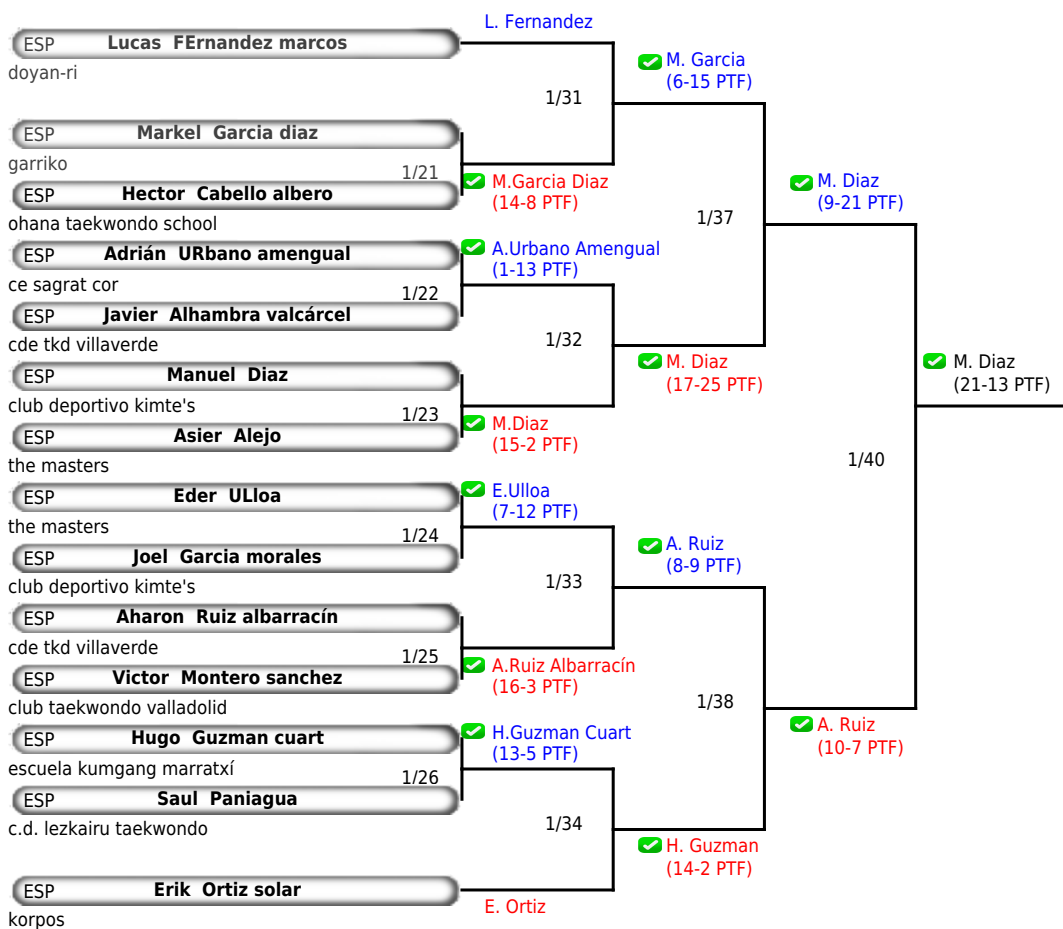 L. Fernandez
ESP Lucas FErnandez marcos
doyan-ri
M. Garcia
(6-15 PTF)
1/31
ESP Markel Garcia diaz
garriko
1/21
M.Garcia Diaz
(14-8 PTF)
ESP Hector Cabello albero
ohana taekwondo school
M. Diaz
(9-21 PTF)
1/37
ESP Adrián URbano amengual
ce sagrat cor
A.Urbano Amengual
(1-13 PTF)
1/22
ESP Javier Alhambra valcárcel
cde tkd villaverde
1/32
M. Diaz
(17-25 PTF)
M. Diaz
(21-13 PTF)
ESP Manuel Diaz
club deportivo kimte's
1/23
M.Diaz
(15-2 PTF)
ESP Asier Alejo
the masters
1/40
ESP Eder ULloa
the masters
E.Ulloa
(7-12 PTF)
1/24
ESP Joel Garcia morales
club deportivo kimte's
A. Ruiz
(8-9 PTF)
1/33
ESP Aharon Ruiz albarracín
cde tkd villaverde
1/25
A.Ruiz Albarracín
(16-3 PTF)
ESP Victor Montero sanchez
club taekwondo valladolid
1/38
A. Ruiz
(10-7 PTF)
ESP Hugo Guzman cuart
escuela kumgang marratxí
H.Guzman Cuart
(13-5 PTF)
1/26
ESP Saul Paniagua
c.d. lezkairu taekwondo
1/34
H. Guzman
(14-2 PTF)
ESP Erik Ortiz solar
korpos
E. Ortiz